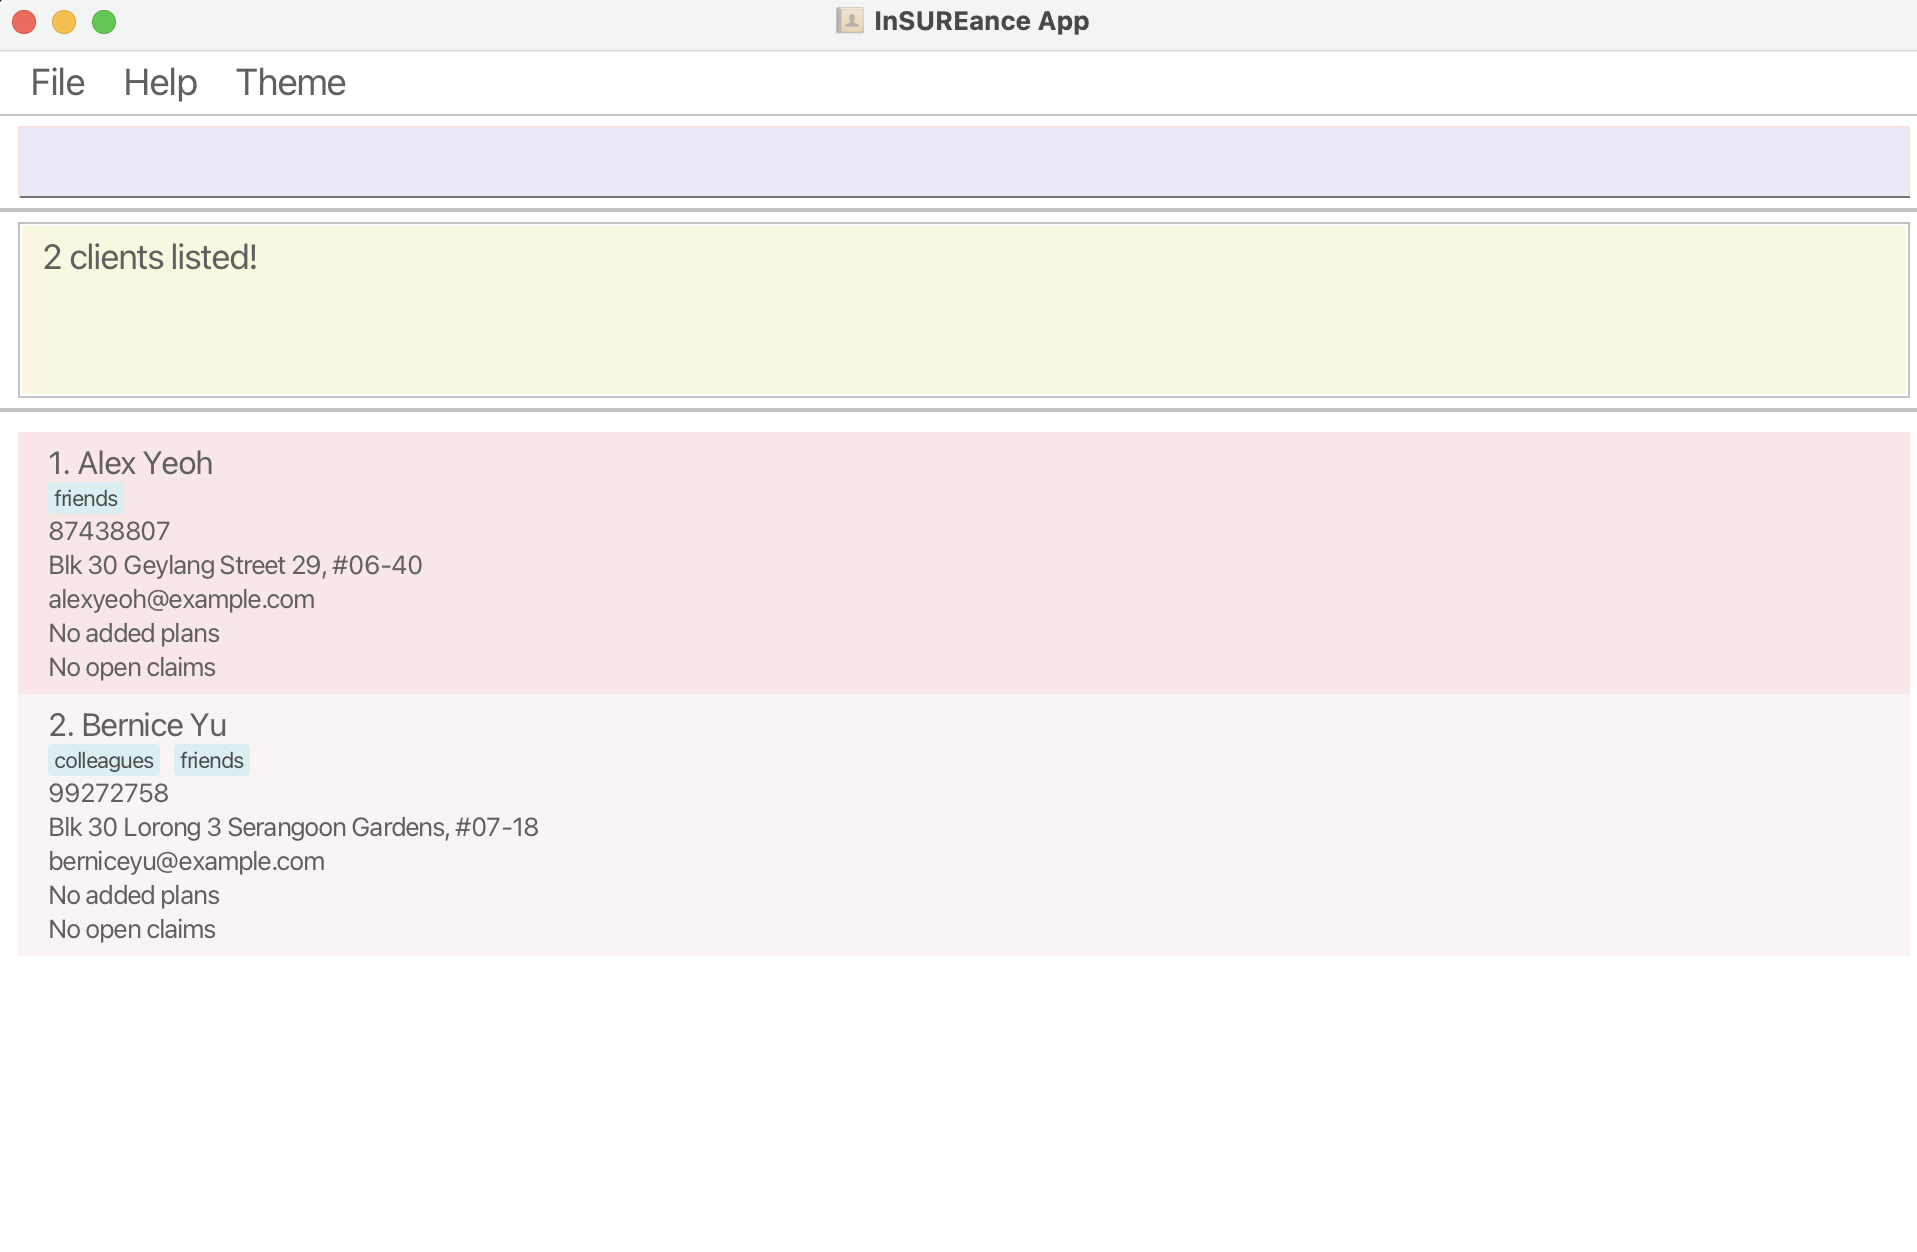 InSUREance App
File Help Theme
2 clients listed!
1. Alex Yeoh
friends
87438807
Blk 30 Geylang Street 29, #06-40
alexyeoh@example.com
No added plans
No open claims
2. Bernice Yu
colleagues friends
99272758
Blk 30 Lorong 3 Serangoon Gardens, #07-18
berniceyu@example.com
No added plans
No open claims